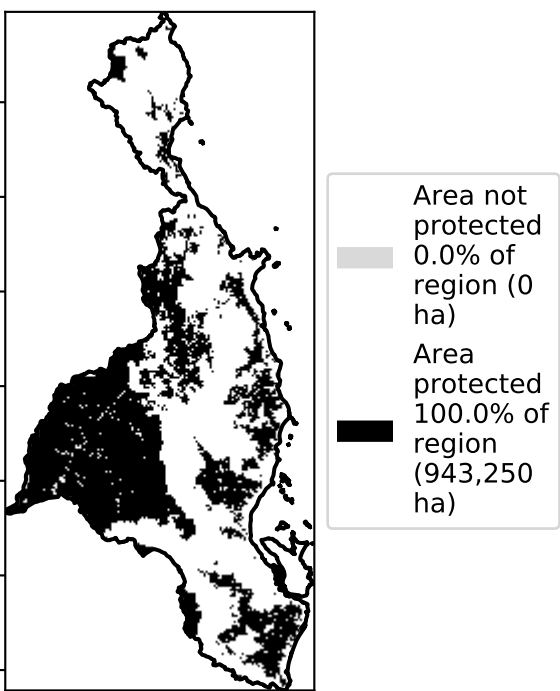 Area not
protected
0.0% of
region (0
ha)
Area
protected
100.0% of
region
(943,250
ha)